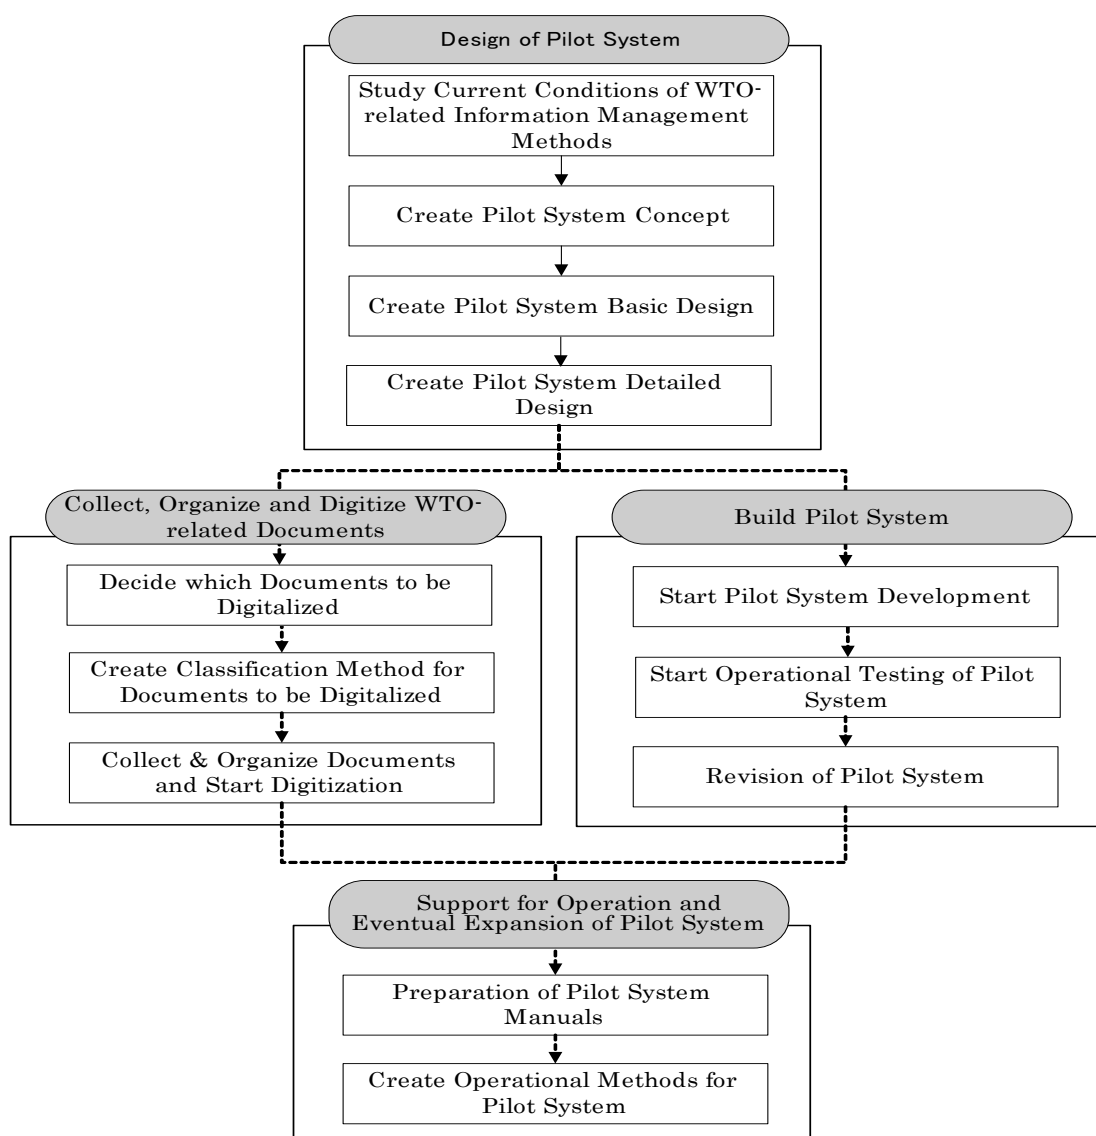 Design of Pilot System
Study Current Conditions of WTO-
related Information Management
Methods
Create Pilot System Concept
Create Pilot System Basic Design
Create Pilot System Detailed
Design
Collect, Organize and Digitize WTO-
related Documents
Decide which Documents to be
Digitalized
Create Classification Method for
Documents to be Digitalized
Collect & Organize Documents
and Start Digitization
Build Pilot System
Start Pilot System Development
Start Operational Testing of Pilot
System
Revision of Pilot System
Support for Operation and
Eventual Expansion of Pilot System
Preparation of Pilot System
Manuals
Create Operational Methods for
Pilot System